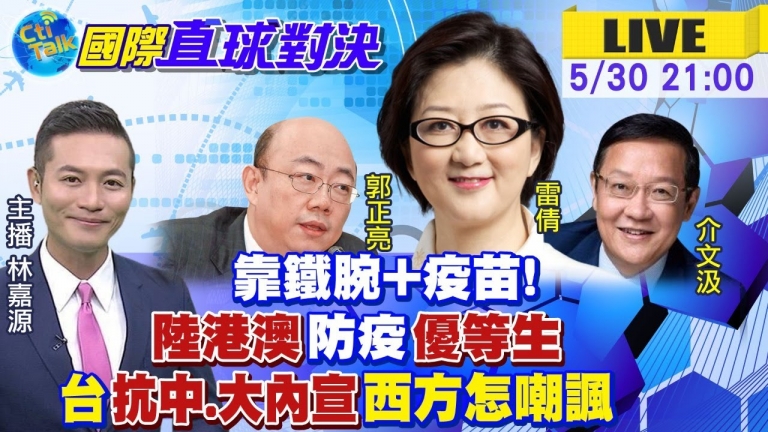 CtiTalk
國際直球對決
LIVE
5/30 21:00
主播 林嘉源
郭正亮
雷倩
介文汲
靠鐵腕+疫苗!
陸港澳防疫優等生
台抗中.大內宣西方怎嘲諷